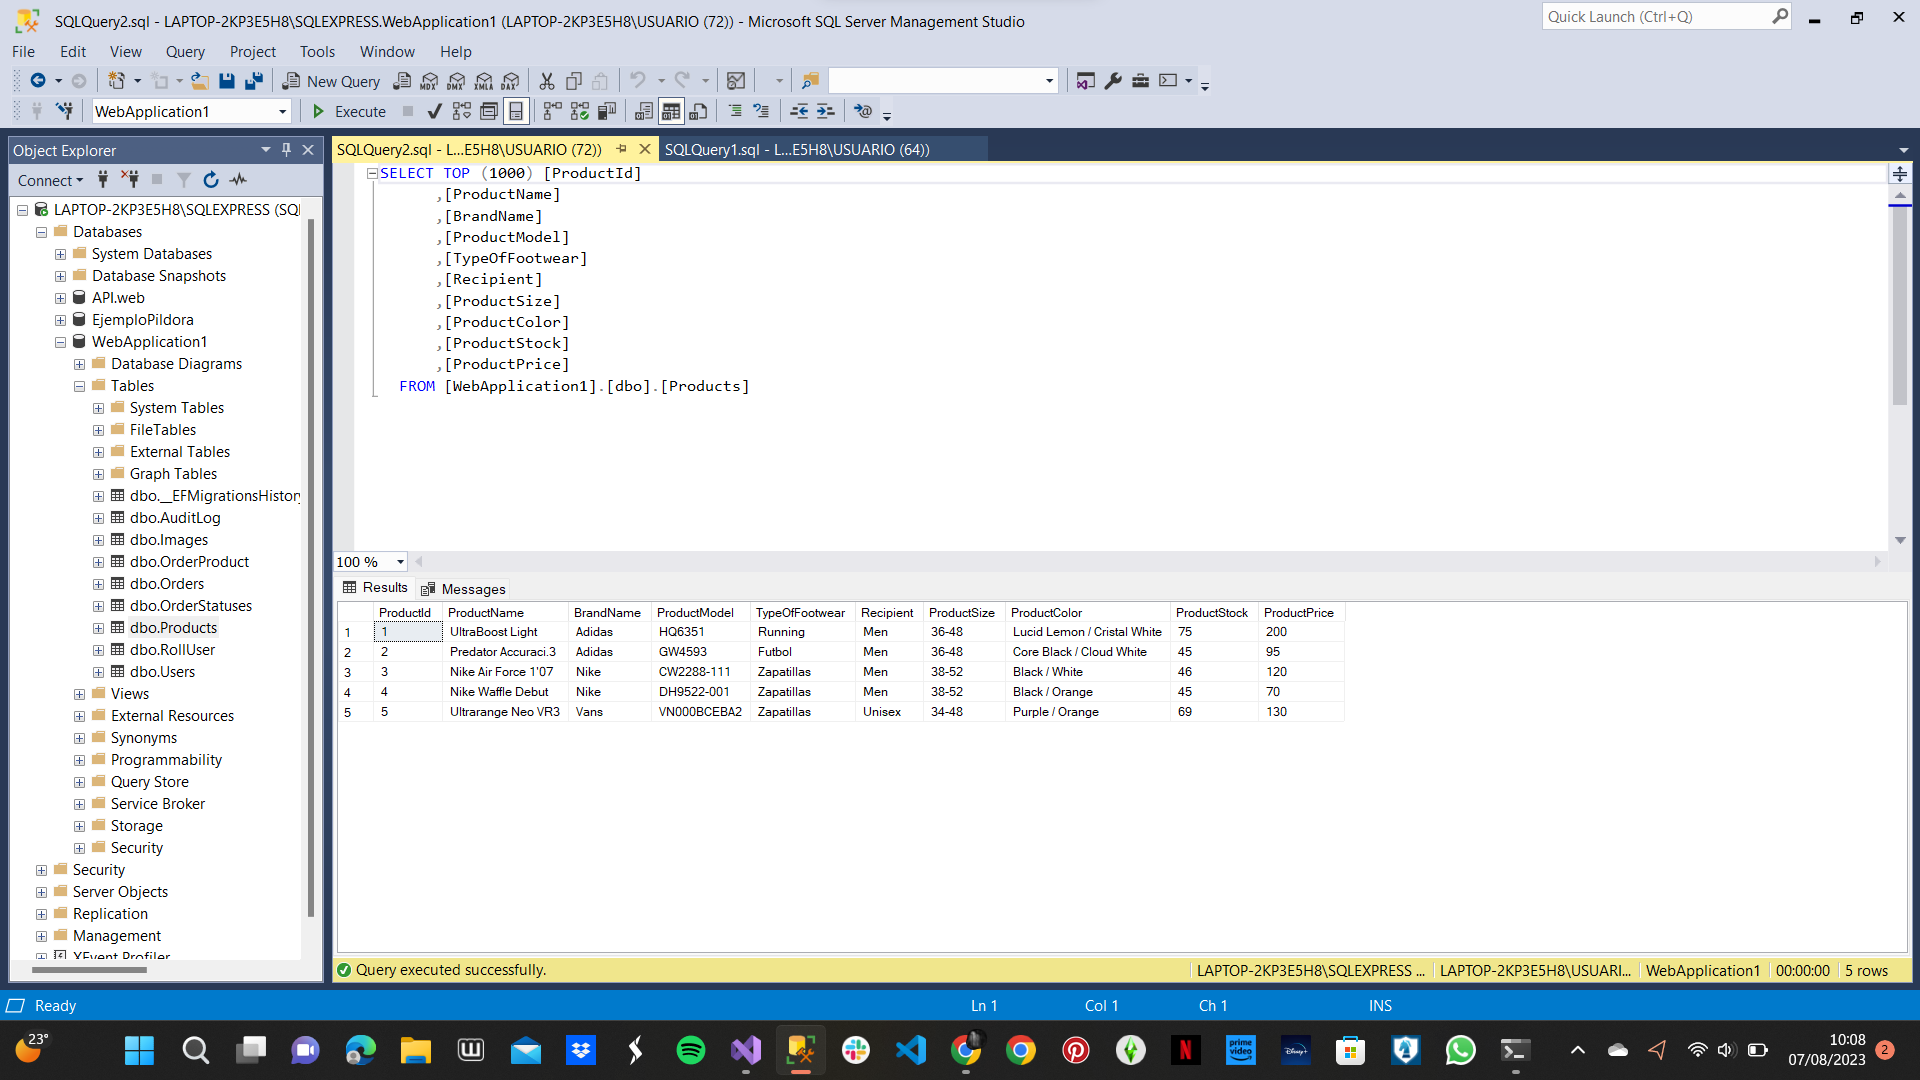 SQLQuery2.sql - LAPTOP-2KP3E5H8\SQLEXPRESS.WebApplication1 (LAPTOP-2KP3E5H8\USUARIO (72)) - Microsoft SQL Server Management Studio
Quick Launch (Ctrl+Q)
File Edit View Query Project Tools Window Help
New Query MDX DMX XMLA DAX
WebApplication1 Execute
Object Explorer
Connect
LAPTOP-2KP3E5H8\SQLEXPRESS (SQ
Databases
System Databases
Database Snapshots
API.web
EjemploPildora
WebApplication1
Database Diagrams
Tables
System Tables
FileTables
External Tables
Graph Tables
dbo.__EFMigrationsHistory
dbo.AuditLog
dbo.Images
dbo.OrderProduct
dbo.Orders
dbo.OrderStatuses
dbo.Products
dbo.RollUser
dbo.Users
Views
External Resources
Synonyms
Programmability
Query Store
Service Broker
Storage
Security
Security
Server Objects
Replication
Management
XEvent Profiler
SQLQuery2.sql - L...E5H8\USUARIO (72)) SQLQuery1.sql - L...E5H8\USUARIO (64))
SELECT TOP (1000) [ProductId]
,[ProductName]
,[BrandName]
,[ProductModel]
,[TypeOfFootwear]
,[Recipient]
,[ProductSize]
,[ProductColor]
,[ProductStock]
,[ProductPrice]
FROM [WebApplication1].[dbo].[Products]
100 %
Results Messages
ProductId ProductName BrandName ProductModel TypeOfFootwear Recipient ProductSize ProductColor ProductStock ProductPrice
1 1 UltraBoost Light Adidas HQ6351 Running Men 36-48 Lucid Lemon / Cristal White 75 200
2 2 Predator Accuraci.3 Adidas GW4593 Futbol Men 36-48 Core Black / Cloud White 45 95
3 3 Nike Air Force 1'07 Nike CW2288-111 Zapatillas Men 38-52 Black / White 46 120
4 4 Nike Waffle Debut Nike DH9522-001 Zapatillas Men 38-52 Black / Orange 45 70
5 5 Ultrarange Neo VR3 Vans VN000BCEBA2 Zapatillas Unisex 34-48 Purple / Orange 69 130
Query executed successfully. LAPTOP-2KP3E5H8\SQLEXPRESS ... LAPTOP-2KP3E5H8\USUARI... WebApplication1 00:00:00 5 rows
Ready Ln 1 Col 1 Ch 1 INS
23° prime video Disney+ 10:08
07/08/2023 2